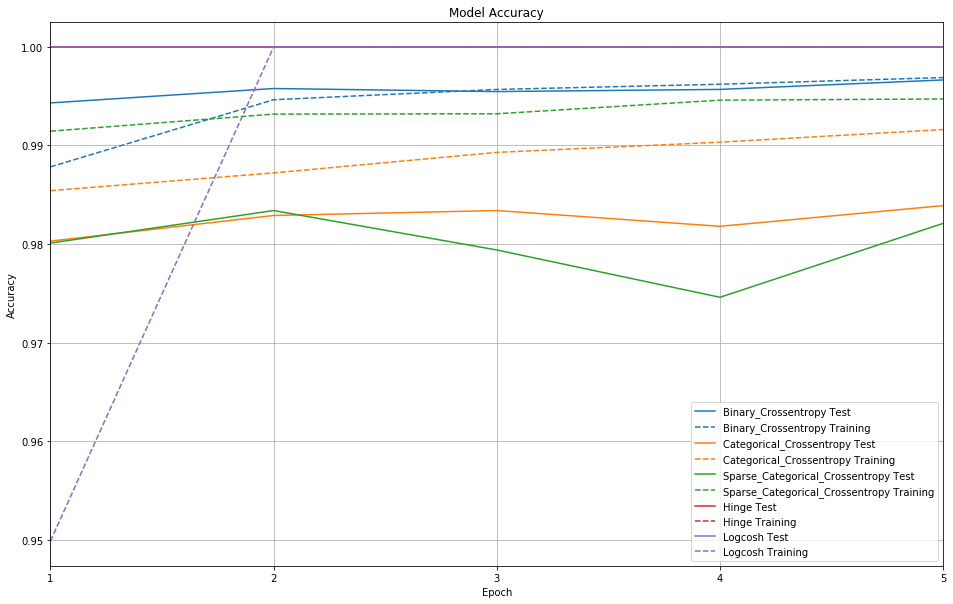 Model Accuracy
1.00
0.99
0.98
0.97
0.96
0.95
Accuracy
1
2
3
4
5
Epoch
Binary_Crossentropy Test
Binary_Crossentropy Training
Categorical_Crossentropy Test
Categorical_Crossentropy Training
Sparse_Categorical_Crossentropy Test
Sparse_Categorical_Crossentropy Training
Hinge Test
Hinge Training
Logcosh Test
Logcosh Training